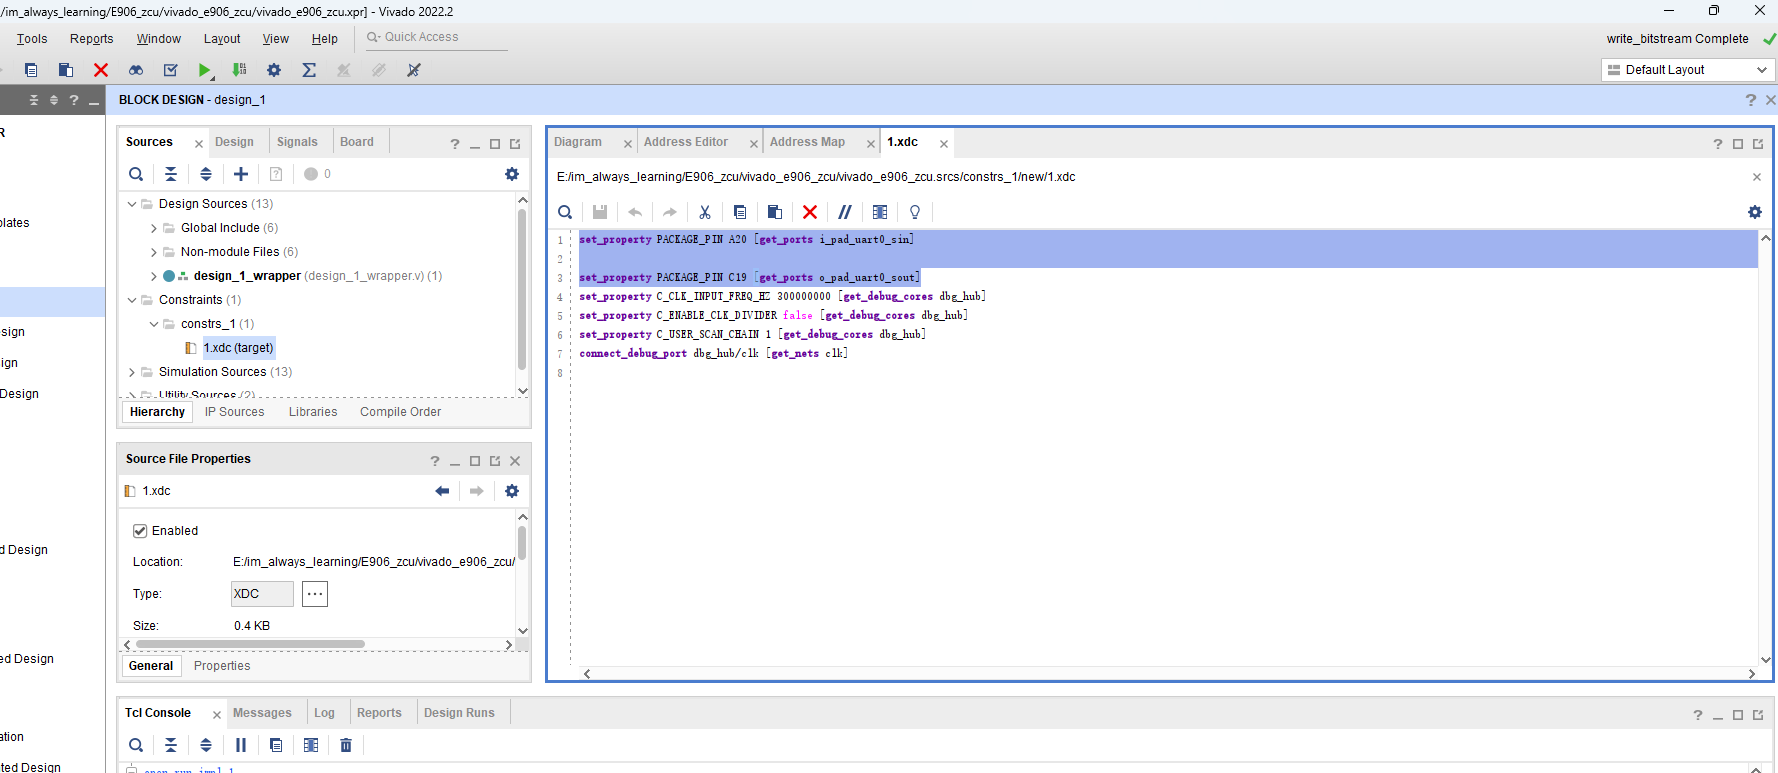 /im_always_learning/E906_zcu/vivado_e906_zcu/vivado_e906_zcu.xpr] - Vivado 2022.2
Tools Reports Window Layout View Help Quick Access write_bitstream Complete
Default Layout
BLOCK DESIGN - design_1
R
plates
sign
ign
Design
d Design
ed Design
ation
ted Design
Sources Design Signals Board
0
Design Sources (13)
Global Include (6)
Non-module Files (6)
design_1_wrapper (design_1_wrapper.v) (1)
Constraints (1)
constrs_1 (1)
1.xdc (target)
Simulation Sources (13)
Utility Sources (2)
Hierarchy IP Sources Libraries Compile Order
Source File Properties
1.xdc
Enabled
Location: E:/im_always_learning/E906_zcu/vivado_e906_zcu/
Type: XDC
Size: 0.4 KB
General Properties
Diagram Address Editor Address Map 1.xdc
E:/im_always_learning/E906_zcu/vivado_e906_zcu/vivado_e906_zcu.srcs/constrs_1/new/1.xdc
1 set_property PACKAGE_PIN A20 [get_ports i_pad_uart0_sin]
2
3 set_property PACKAGE_PIN C19 [get_ports o_pad_uart0_sout]
4 set_property C_CLK_INPUT_FREQ_HZ 300000000 [get_debug_cores dbg_hub]
5 set_property C_ENABLE_CLK_DIVIDER false [get_debug_cores dbg_hub]
6 set_property C_USER_SCAN_CHAIN 1 [get_debug_cores dbg_hub]
7 connect_debug_port dbg_hub/clk [get_nets clk]
8
Tcl Console Messages Log Reports Design Runs
open_run impl_1